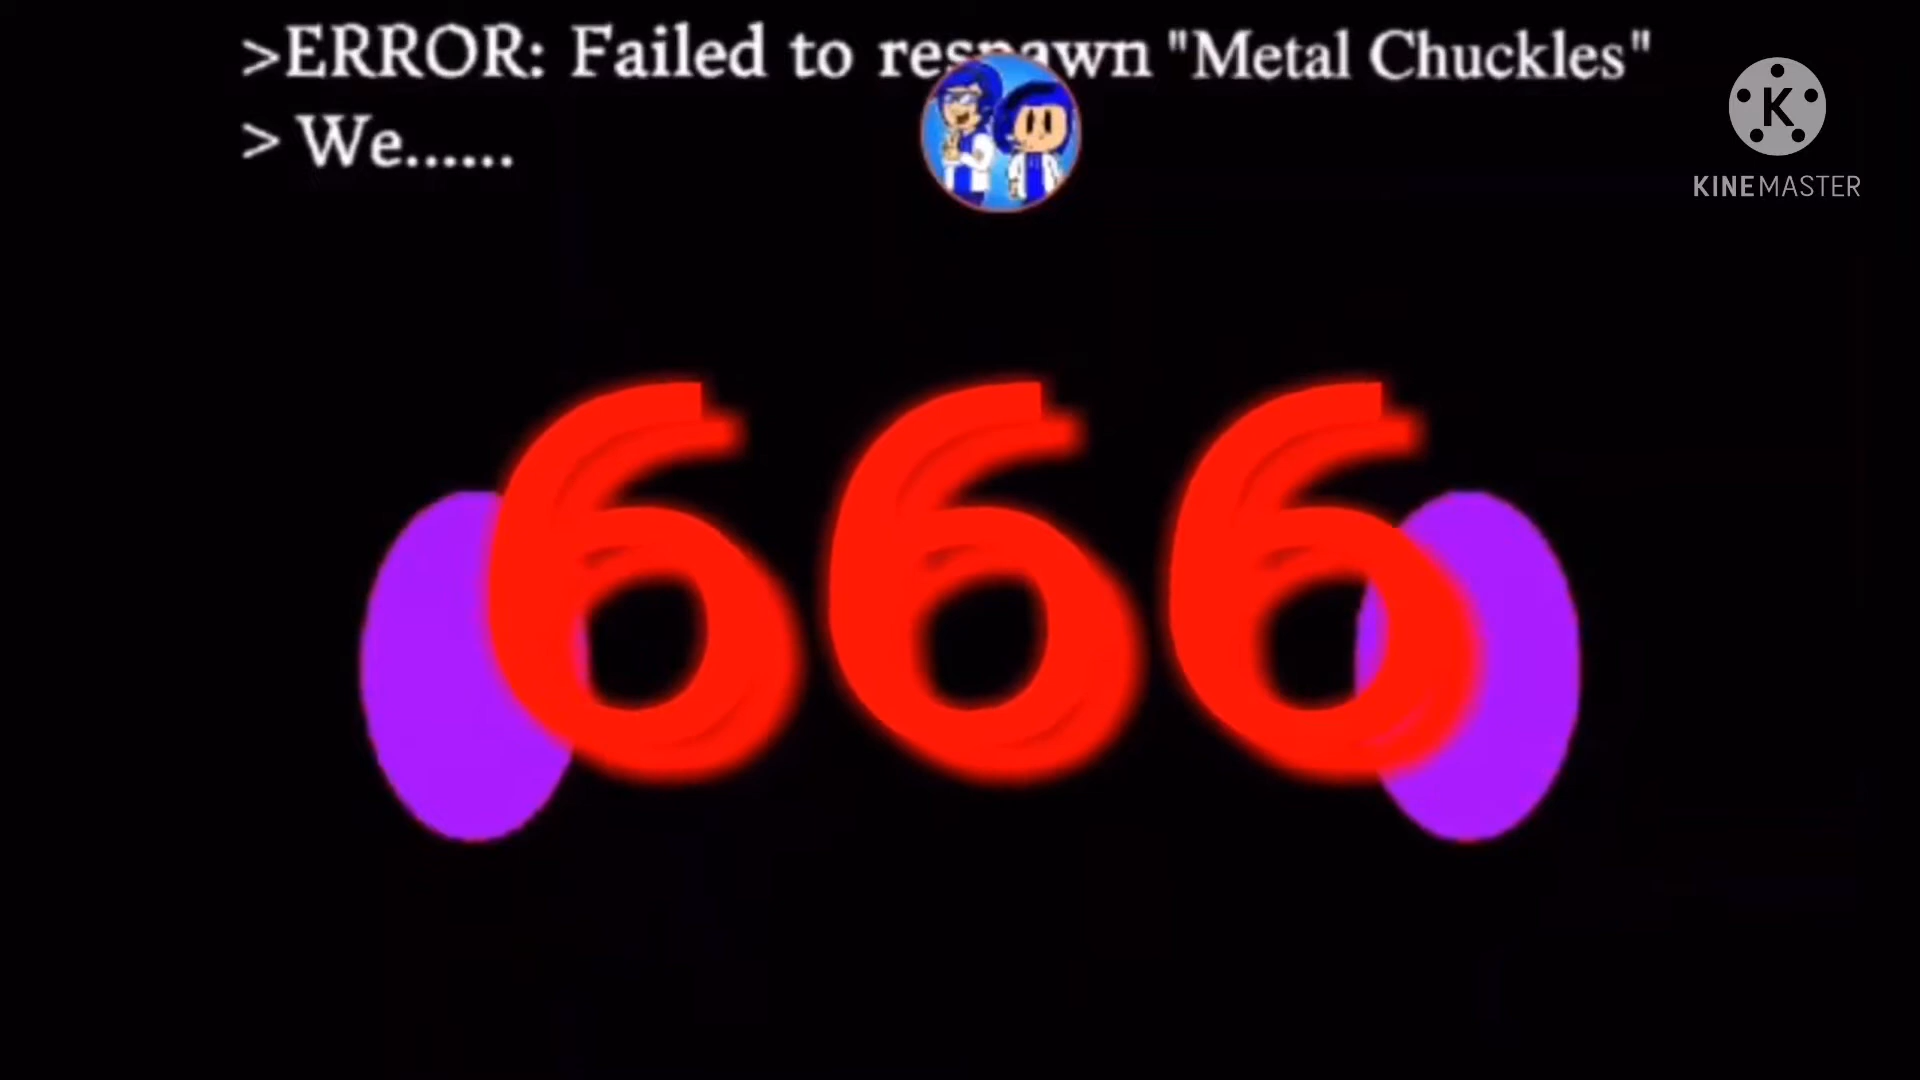 >ERROR: Failed to respawn "Metal Chuckles"
> We......
K
KINEMASTER
666